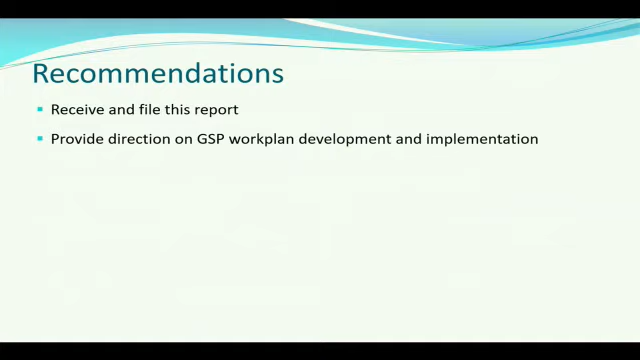 Recommendations
Receive and file this report
Provide direction on GSP workplan development and implementation